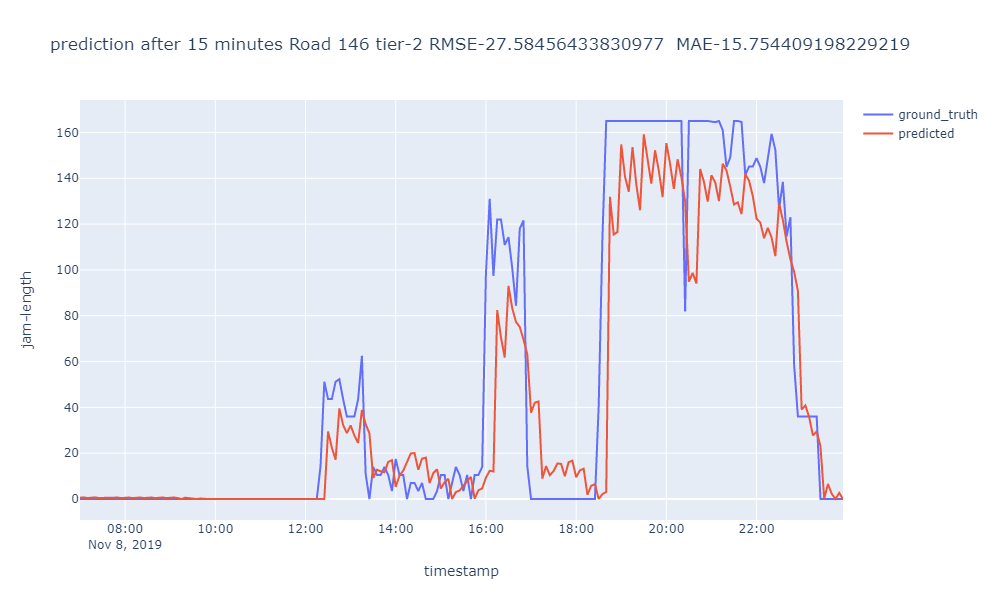 prediction after 15 minutes Road 146 tier-2 RMSE-27.58456433830977  MAE-15.754409198229219
ground_truth
predicted
160
140
120
100
80
60
40
20
0
jam-length
08:00 10:00 12:00 14:00 16:00 18:00 20:00 22:00
Nov 8, 2019
timestamp